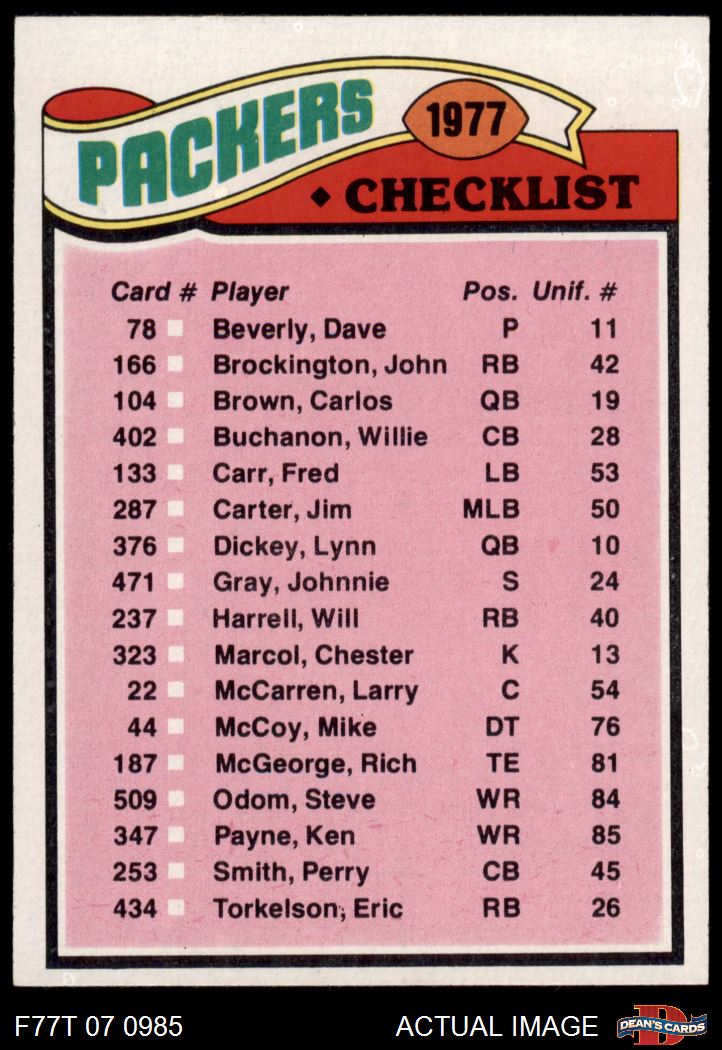 PACKERS
1977
◆ CHECKLIST
Card # Player Pos. Unif. #
78 Beverly, Dave P 11
166 Brockington, John RB 42
104 Brown, Carlos QB 19
402 Buchanon, Willie CB 28
133 Carr, Fred LB 53
287 Carter, Jim MLB 50
376 Dickey, Lynn QB 10
471 Gray, Johnnie S 24
237 Harrell, Will RB 40
323 Marcol, Chester K 13
22 McCarren, Larry C 54
44 McCoy, Mike DT 76
187 McGeorge, Rich TE 81
509 Odom, Steve WR 84
347 Payne, Ken WR 85
253 Smith, Perry CB 45
434 Torkelson, Eric RB 26
F77T 07 0985 ACTUAL IMAGE
D
DEAN'S CARDS